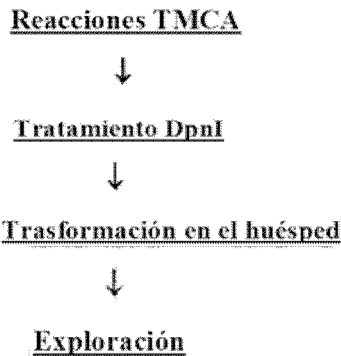 Reacciones TMCA
Tratamiento DpnI
Trasformación en el huésped
Exploración